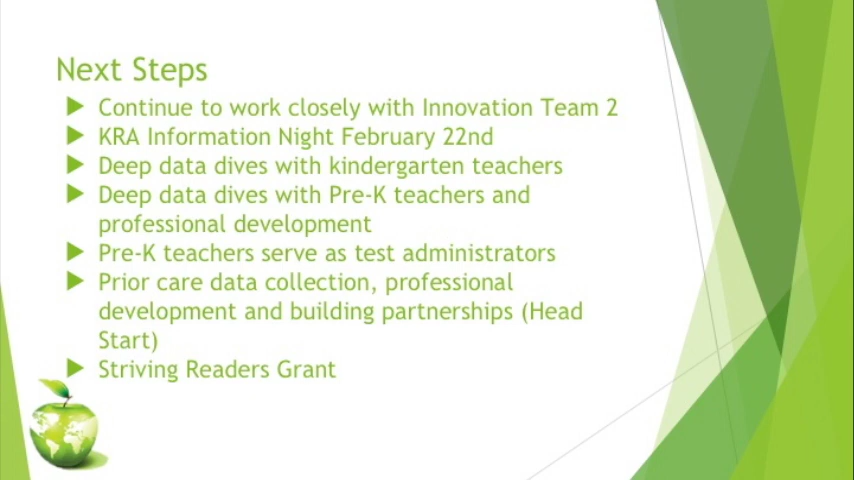 Next Steps
Continue to work closely with Innovation Team 2
KRA Information Night February 22nd
Deep data dives with kindergarten teachers
Deep data dives with Pre-K teachers and
professional development
Pre-K teachers serve as test administrators
Prior care data collection, professional
development and building partnerships (Head
Start)
Striving Readers Grant